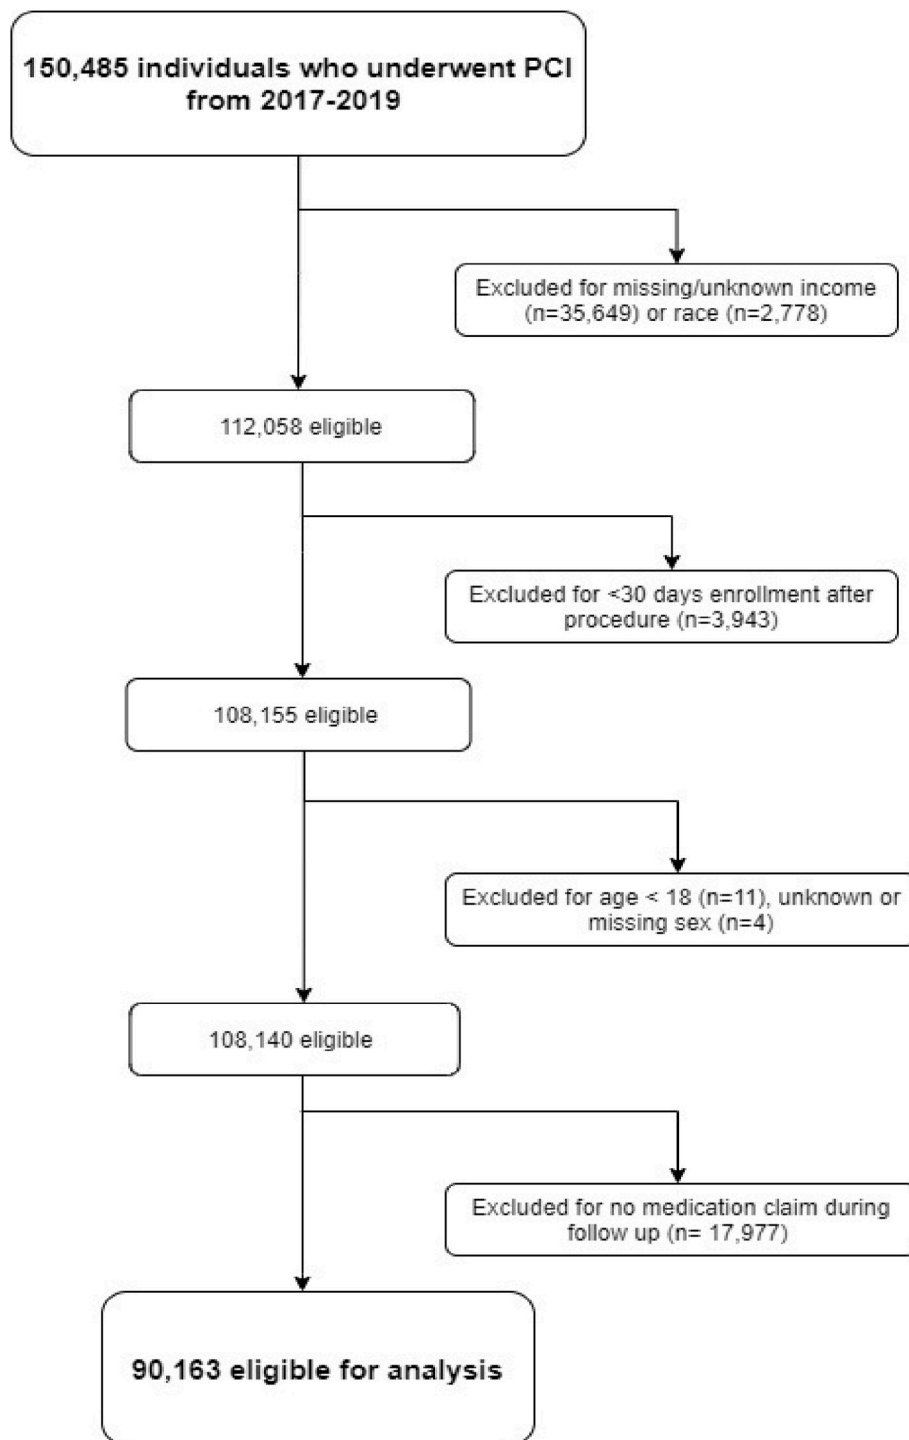 150,485 individuals who underwent PCI
from 2017-2019
Excluded for missing/unknown income
(n=35,649) or race (n=2,778)
112,058 eligible
Excluded for <30 days enrollment after
procedure (n=3,943)
108,155 eligible
Excluded for age < 18 (n=11), unknown or
missing sex (n=4)
108,140 eligible
Excluded for no medication claim during
follow up (n= 17,977)
90,163 eligible for analysis